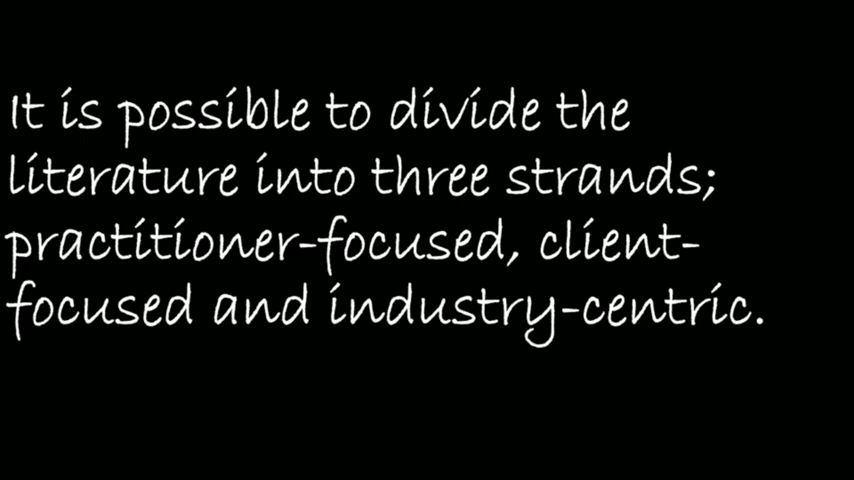 It is possible to divide the
literature into three strands;
practitioner-focused, client-
focused and industry-centric.